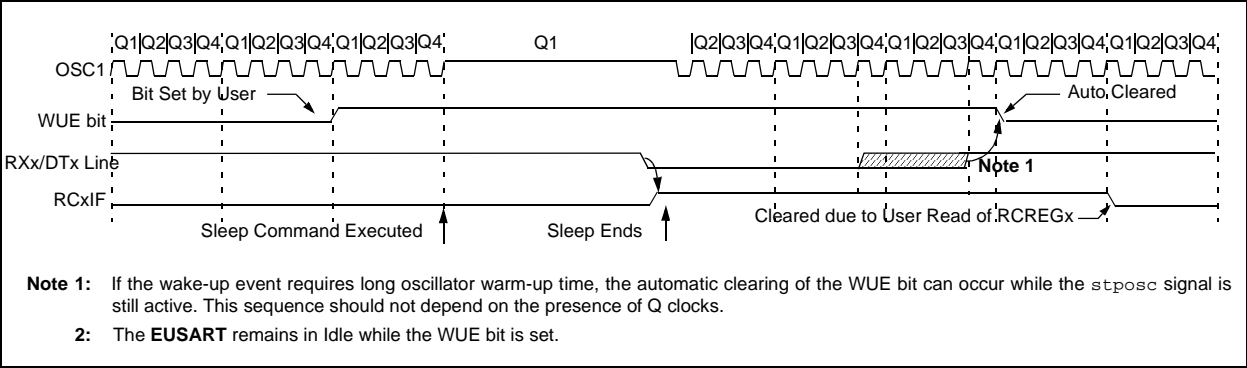 Q1 Q2 Q3 Q4 Q1 Q2 Q3 Q4 Q1 Q2 Q3 Q4 Q1 Q2 Q3 Q4 Q1 Q2 Q3 Q4 Q1 Q2 Q3 Q4 Q1 Q2 Q3 Q4 Q1 Q2 Q3 Q4
OSC1
Bit Set by User
Auto Cleared
WUE bit
RXx/DTx Line
Note 1
RCxIF
Cleared due to User Read of RCREGx
Sleep Command Executed
Sleep Ends
Note 1: If the wake-up event requires long oscillator warm-up time, the automatic clearing of the WUE bit can occur while the stposc signal is
still active. This sequence should not depend on the presence of Q clocks.
2: The EUSART remains in Idle while the WUE bit is set.